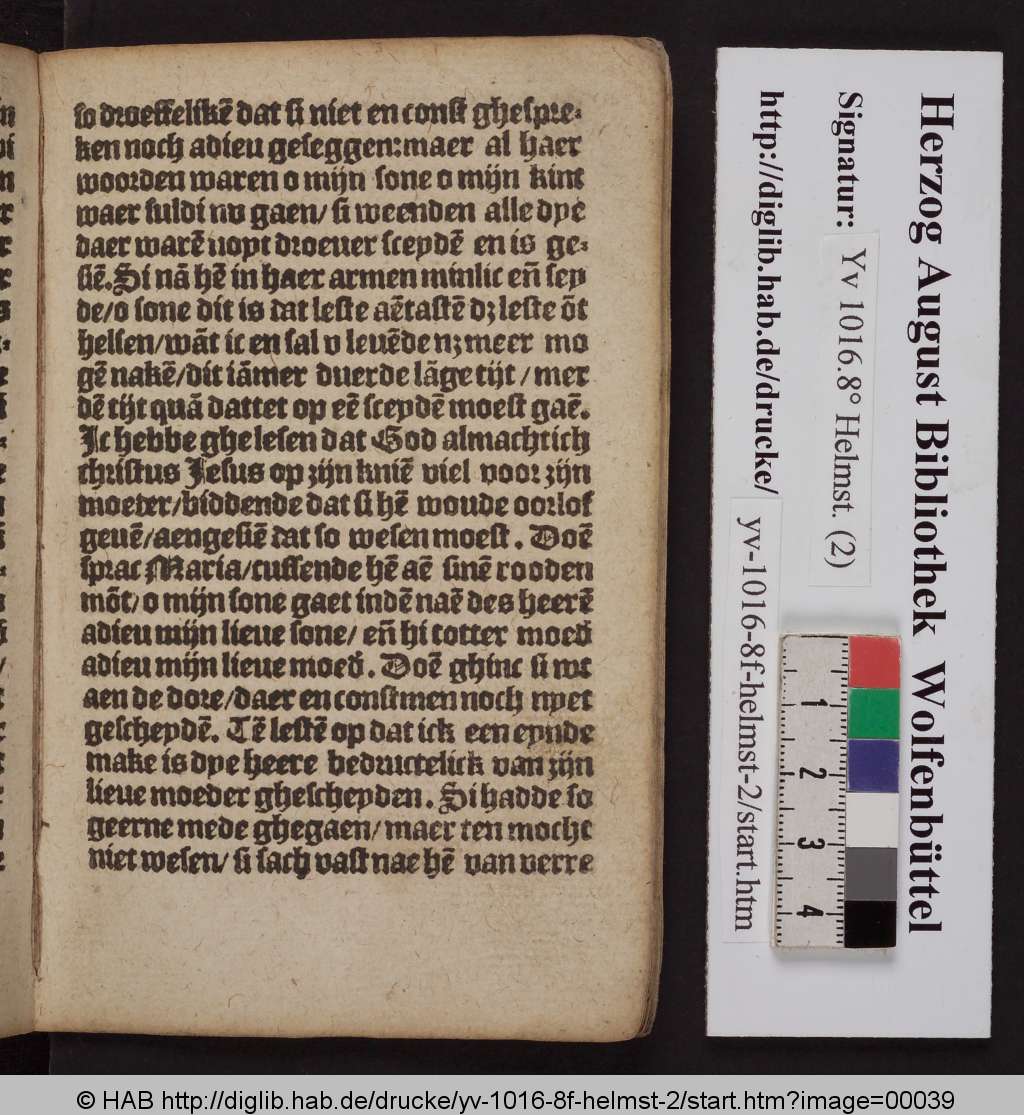 so droeffelikē dat si niet en const ghespre-
ken noch adieu geseggen:maer al haer
woorden waren o mijn sone o mijn kint
waer suldi nv gaen/ si weenden alle dye
daer warē noyt droeuer sceydē en is ge-
siē. Si nā hē in haer armen minlic eñ sey
de/o sone dit is dat leste aētastē dꝫ leste ōt
helsen/wāt ic en sal v leuēde nꝫ meer mo
gē nakē/dit iāmer duerde lāge tijt/mer
dē tijt quā dattet op eē sceydē moest gaē.
Ic hebbe ghelesen dat God almachtich
christus Jesus op zijn kniē viel voor zijn
moeter/biddende dat si hē woude oorlof
geuē/aengesiē dat so wesen moest. Doē
sprac Maria/cussende hē aē sinē rooden
mōt/o mijn sone gaet indē naē des heerē
adieu mijn lieue sone/ eñ hi totter moed̕
adieu mijn lieue moed̕. Doē ghinc si wt
aen de dore/daer en constmen noch nyet
gescheydē. Tē lestē op dat ick een eynde
make is dye heere bedructelick van zijn
lieue moeder ghescheyden. Si hadde so
geerne mede ghegaen/maer ten mocht
niet wesen/ si sach vast nae hē van verre
Herzog August Bibliothek Wolfenbüttel
Signatur: Yv 1016.8° Helmst. (2)
http://diglib.hab.de/drucke/ yv-1016-8f-helmst-2/start.htm
1
2
3
4
© HAB http://diglib.hab.de/drucke/yv-1016-8f-helmst-2/start.htm?image=00039